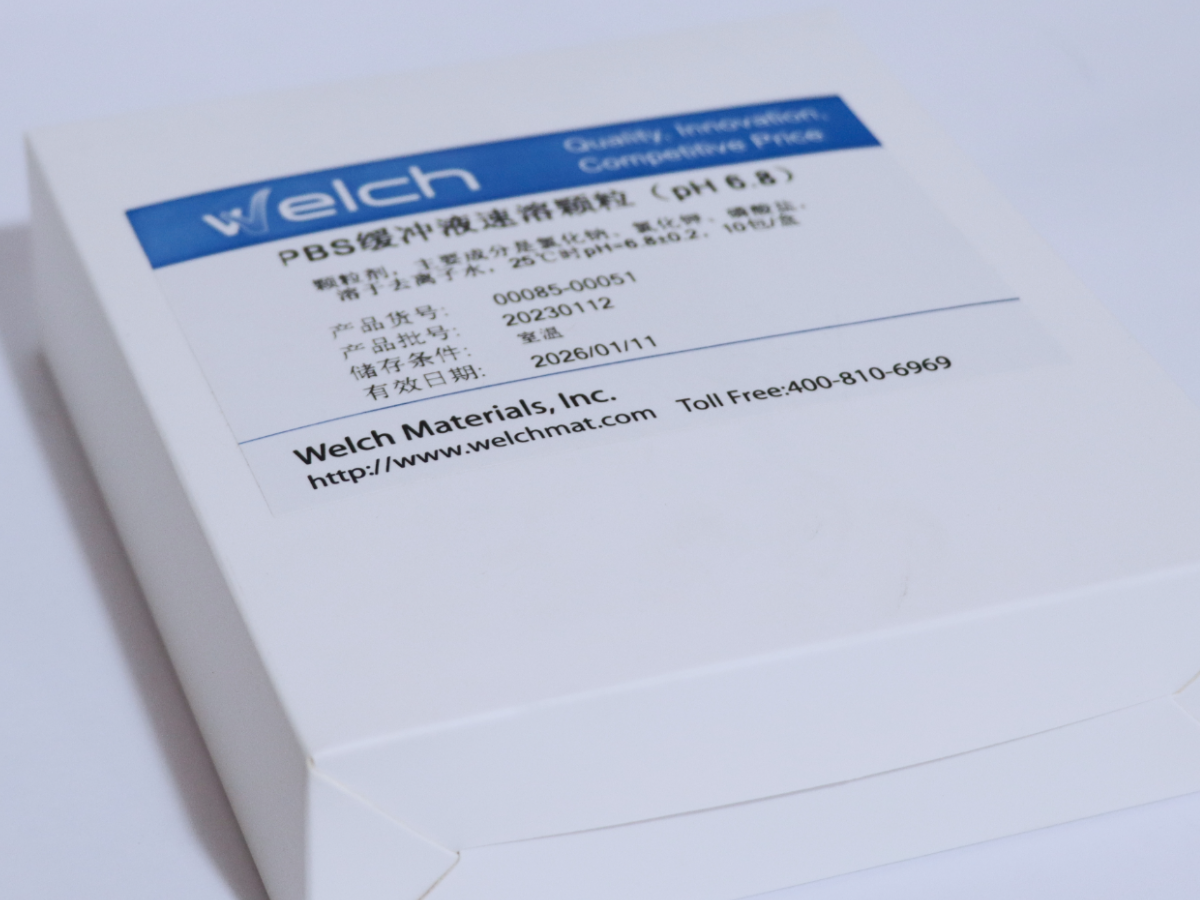 Welch
Quality, Innovation,
Competitive Price
PBS缓冲液速溶颗粒（pH 6.8）
颗粒剂，主要成分是氯化钠、氯化钾、磷酸盐，
溶于去离子水，25℃时pH=6.8±0.2，10包/盒
产品货号: 00085-00051
产品批号: 20230112
储存条件: 室温
有效日期: 2026/01/11
Welch Materials, Inc.
http://www.welchmat.com Toll Free:400-810-6969